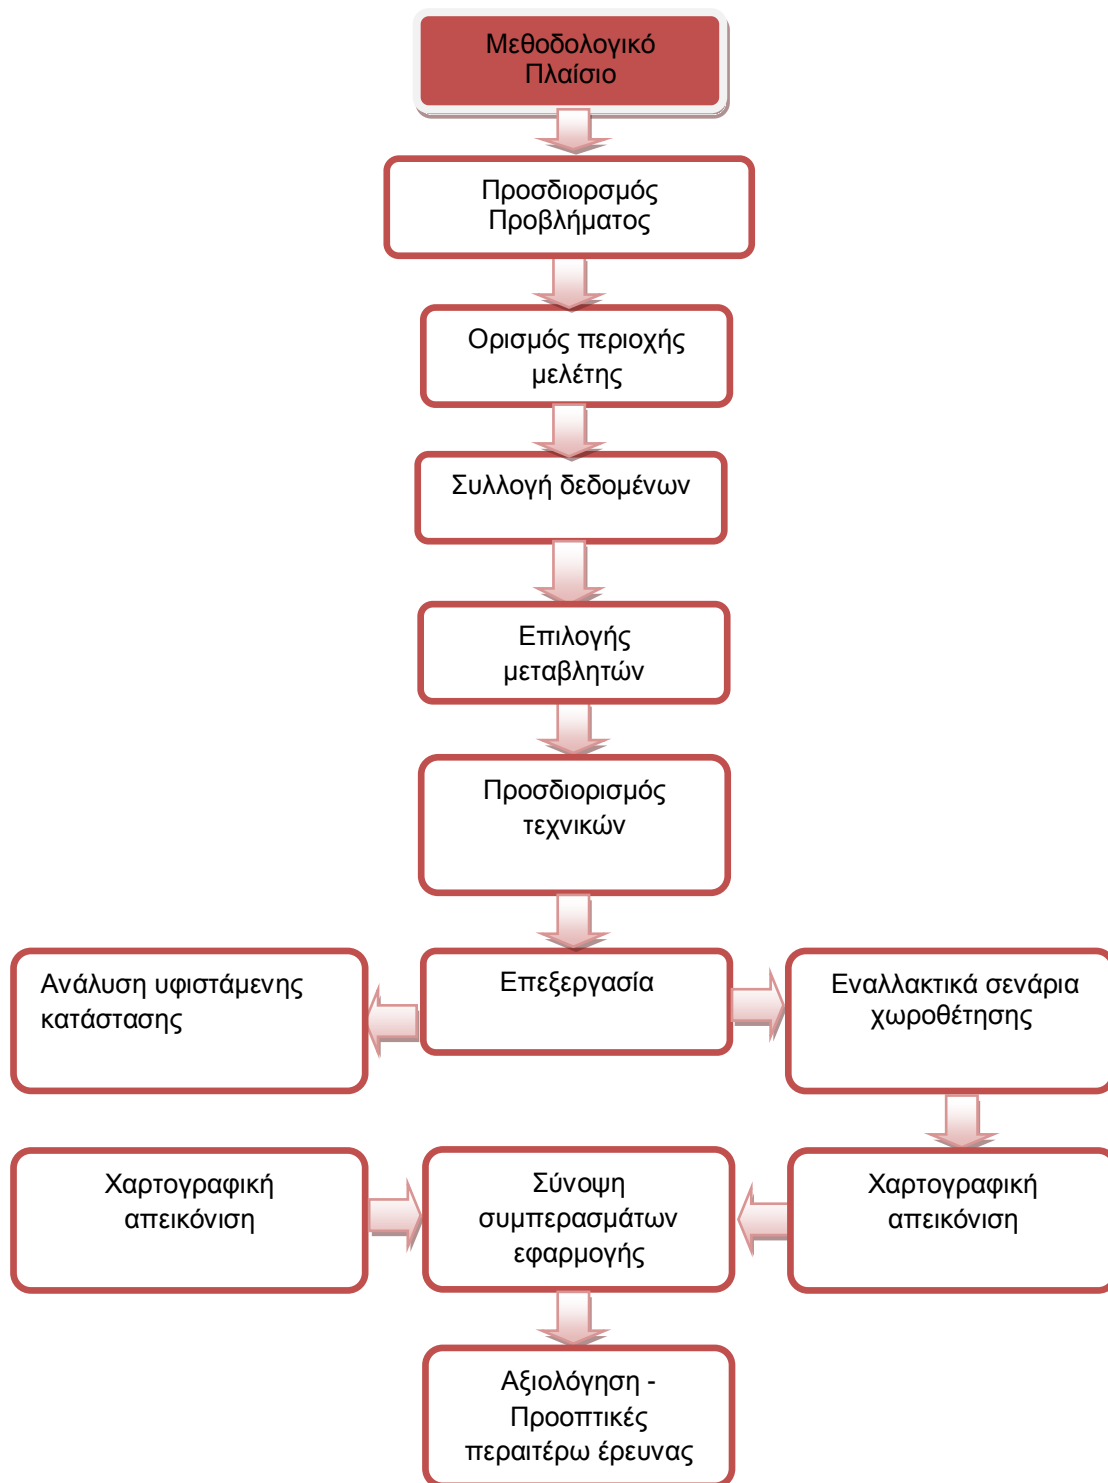 Μεθοδολογικό
Πλαίσιο
Προσδιορσμός
Προβλήματος
Ορισμός περιοχής
μελέτης
Συλλογή δεδομένων
Επιλογής
μεταβλητών
Προσδιορισμός
τεχνικών
Ανάλυση υφιστάμενης
κατάστασης
Επεξεργασία
Εναλλακτικά σενάρια
χωροθέτησης
Χαρτογραφική
απεικόνιση
Σύνοψη
συμπερασμάτων
εφαρμογής
Χαρτογραφική
απεικόνιση
Αξιολόγηση -
Προοπτικές
περαιτέρω έρευνας